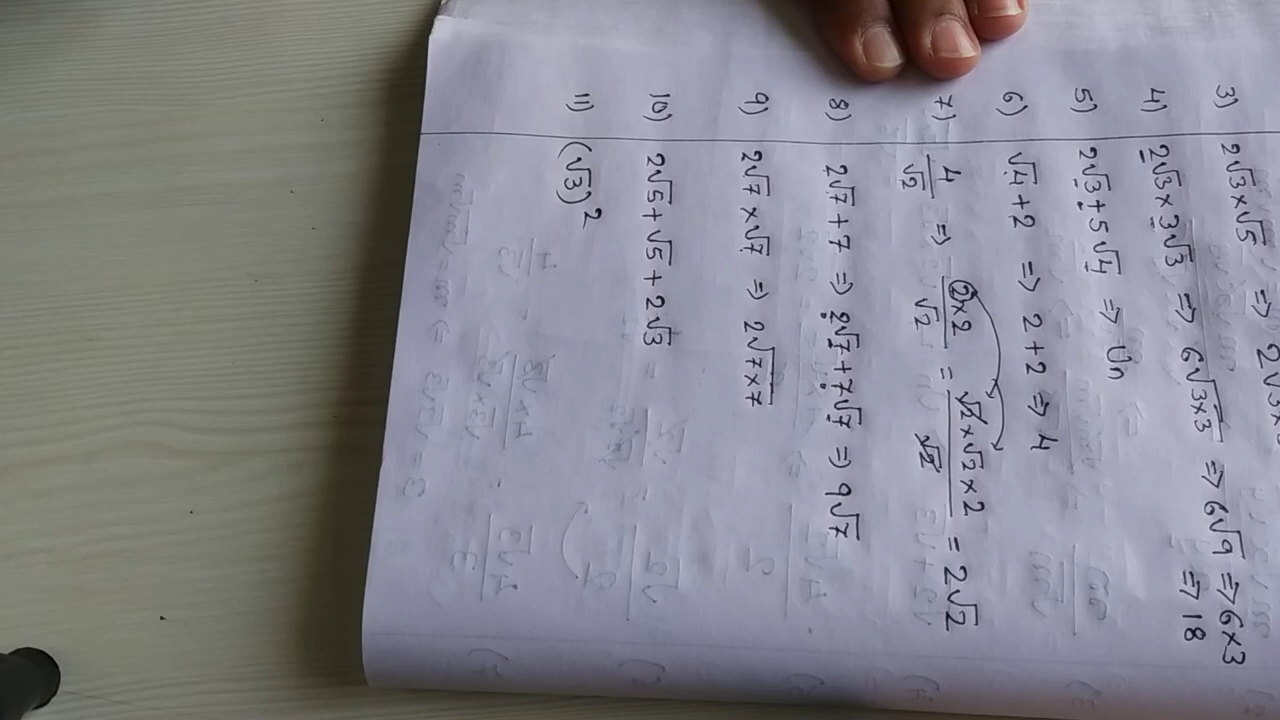 3) 2√3×√5 ⇒ 2√3×5
4) 2√3×3√3 ⇒ 6√3×3 ⇒ 6√9 ⇒ 6×3
⇒ 18
5) 2√3+5√4 ⇒ Un
6) √4+2 ⇒ 2+2 ⇒ 4
7) 4/√2 ⇒ 2×2/√2 = √2×√2×2/√2 = 2√2
8) 2√7+7 ⇒ 2√7+7√7 ⇒ 9√7
9) 2√7×√7 ⇒ 2√7×7
10) 2√5+√5+2√3
11) (√3)²